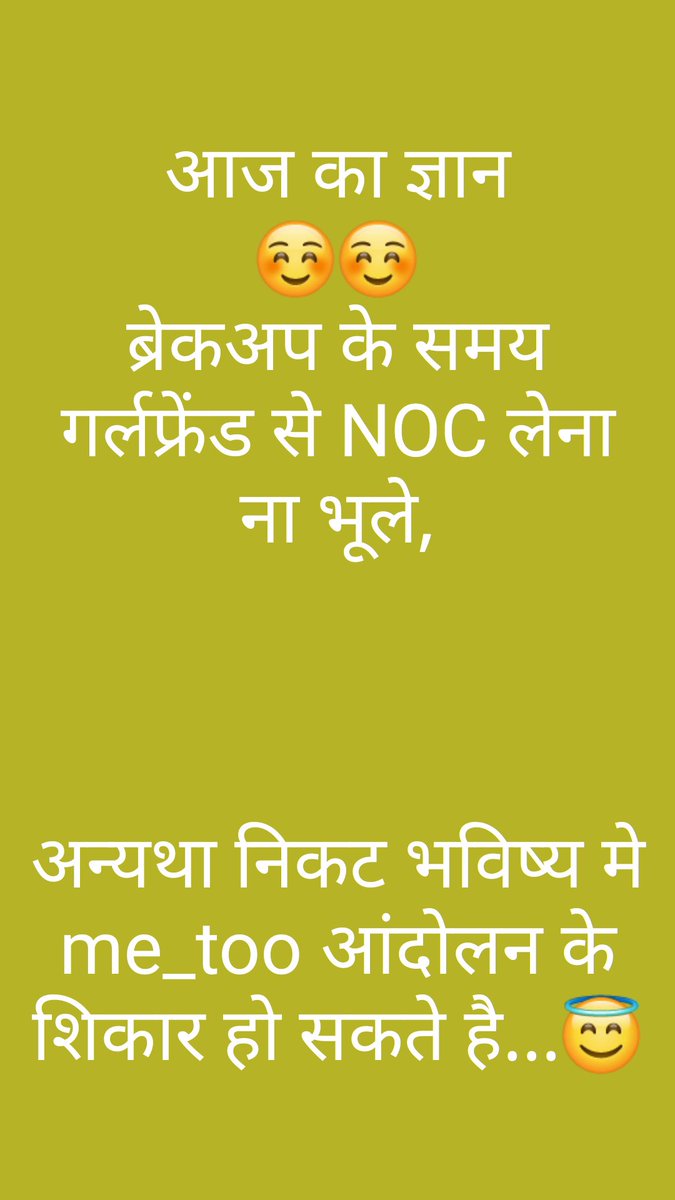 आज का ज्ञान
☺️☺️
ब्रेकअप के समय
गर्लफ्रेंड से NOC लेना
ना भूले,
अन्यथा निकट भविष्य मे
me_too आंदोलन के
शिकार हो सकते है...😇